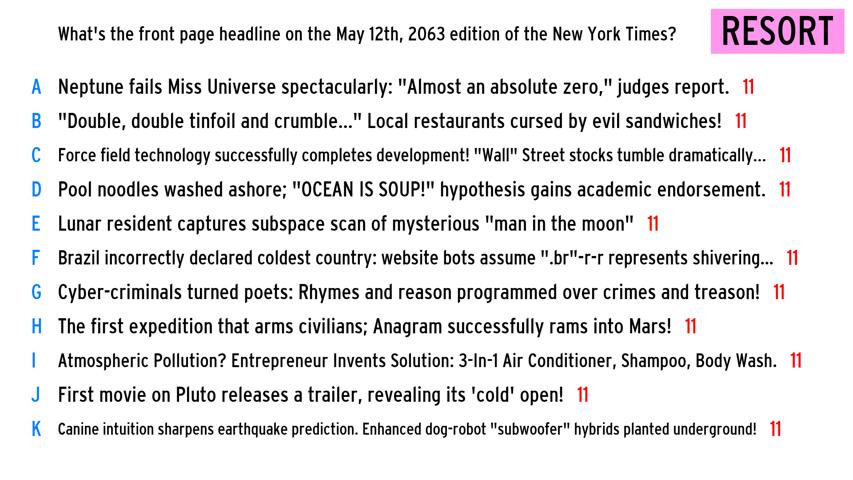 What's the front page headline on the May 12th, 2063 edition of the New York Times?
RESORT
A Neptune fails Miss Universe spectacularly: "Almost an absolute zero," judges report. 11
B "Double, double tinfoil and crumble..." Local restaurants cursed by evil sandwiches! 11
C Force field technology successfully completes development! "Wall" Street stocks tumble dramatically... 11
D Pool noodles washed ashore; "OCEAN IS SOUP!" hypothesis gains academic endorsement. 11
E Lunar resident captures subspace scan of mysterious "man in the moon" 11
F Brazil incorrectly declared coldest country: website bots assume ".br"-r-r represents shivering... 11
G Cyber-criminals turned poets: Rhymes and reason programmed over crimes and treason! 11
H The first expedition that arms civilians; Anagram successfully rams into Mars! 11
I Atmospheric Pollution? Entrepreneur Invents Solution: 3-In-1 Air Conditioner, Shampoo, Body Wash. 11
J First movie on Pluto releases a trailer, revealing its 'cold' open! 11
K Canine intuition sharpens earthquake prediction. Enhanced dog-robot "subwoofer" hybrids planted underground! 11